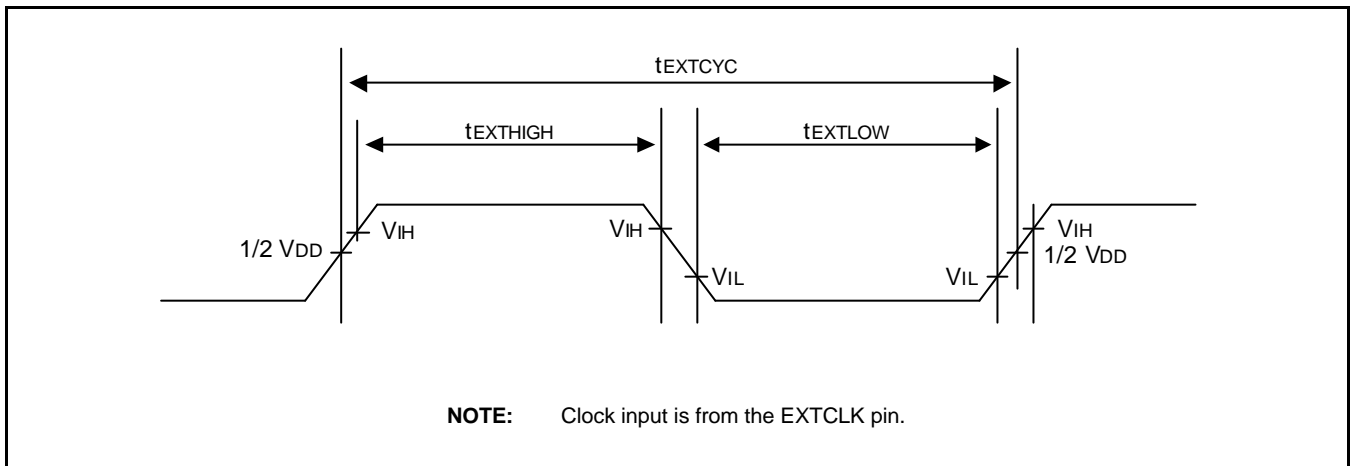 tEXTCYC
tEXTHIGH
tEXTLOW
VIH
VIH
VIH
1/2 VDD
1/2 VDD
VIL
VIL
NOTE: Clock input is from the EXTCLK pin.